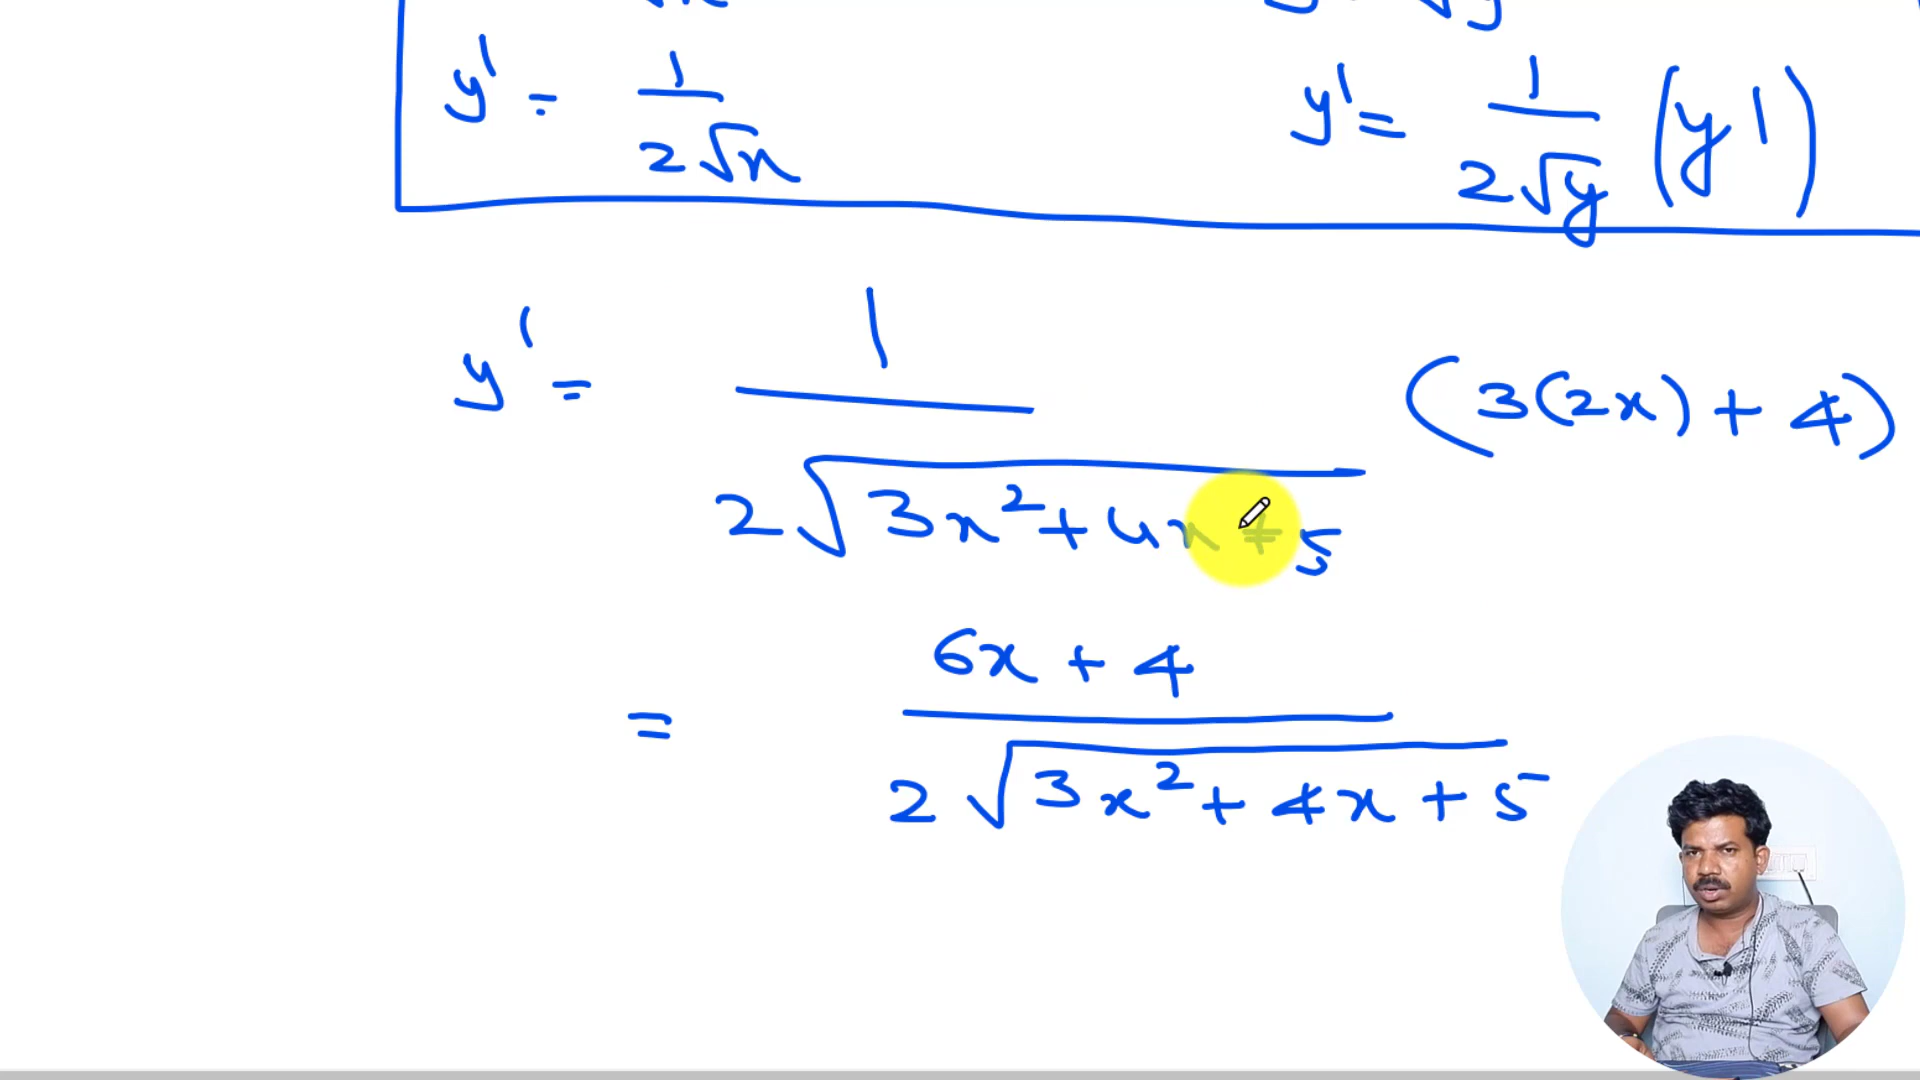 y' = 1 / 2√x    y' = 1 / 2√y (y')
y' = 1 / 2√3x²+4x+5 (3(2x) + 4)
= 6x + 4 / 2√3x²+4x+5